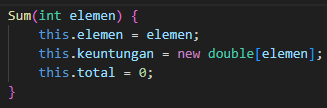 Sum(int elemen) {
    this.elemen = elemen;
    this.keuntungan = new double[elemen];
    this.total = 0;
}